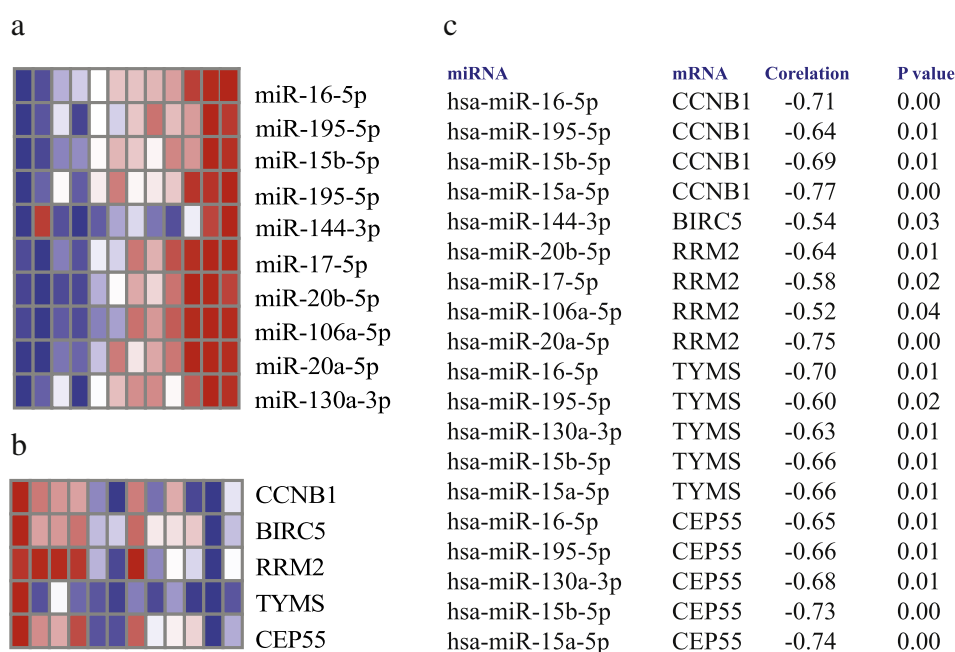 a
miR-16-5p
miR-195-5p
miR-15b-5p
miR-195-5p
miR-144-3p
miR-17-5p
miR-20b-5p
miR-106a-5p
miR-20a-5p
miR-130a-3p
b
CCNB1
BIRC5
RRM2
TYMS
CEP55
c
miRNA mRNA Corelation P value
hsa-miR-16-5p CCNB1 -0.71 0.00
hsa-miR-195-5p CCNB1 -0.64 0.01
hsa-miR-15b-5p CCNB1 -0.69 0.01
hsa-miR-15a-5p CCNB1 -0.77 0.00
hsa-miR-144-3p BIRC5 -0.54 0.03
hsa-miR-20b-5p RRM2 -0.64 0.01
hsa-miR-17-5p RRM2 -0.58 0.02
hsa-miR-106a-5p RRM2 -0.52 0.04
hsa-miR-20a-5p RRM2 -0.75 0.00
hsa-miR-16-5p TYMS -0.70 0.01
hsa-miR-195-5p TYMS -0.60 0.02
hsa-miR-130a-3p TYMS -0.63 0.01
hsa-miR-15b-5p TYMS -0.66 0.01
hsa-miR-15a-5p TYMS -0.66 0.01
hsa-miR-16-5p CEP55 -0.65 0.01
hsa-miR-195-5p CEP55 -0.66 0.01
hsa-miR-130a-3p CEP55 -0.68 0.01
hsa-miR-15b-5p CEP55 -0.73 0.00
hsa-miR-15a-5p CEP55 -0.74 0.00